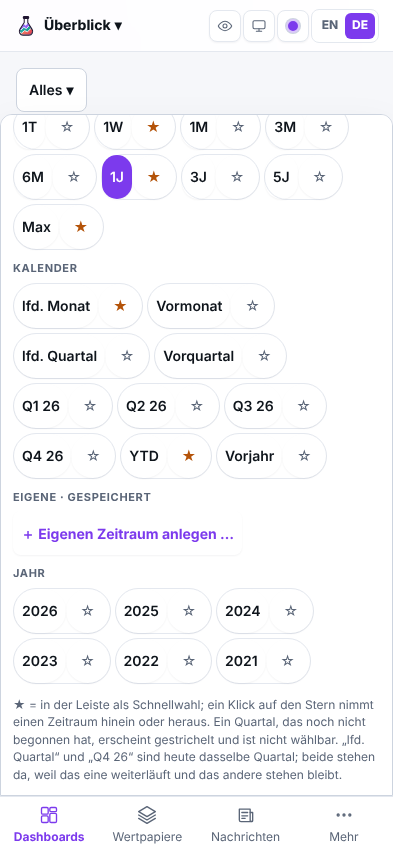 Überblick ▾
EN DE
Alles ▾
1T ☆ 1W ★ 1M ☆ 3M ☆
6M ☆ 1J ★ 3J ☆ 5J ☆
Max ★
KALENDER
lfd. Monat ★ Vormonat ☆
lfd. Quartal ☆ Vorquartal ☆
Q1 26 ☆ Q2 26 ☆ Q3 26 ☆
Q4 26 ☆ YTD ★ Vorjahr ☆
EIGENE · GESPEICHERT
+ Eigenen Zeitraum anlegen …
JAHR
2026 ☆ 2025 ☆ 2024 ☆
2023 ☆ 2022 ☆ 2021 ☆
★ = in der Leiste als Schnellwahl; ein Klick auf den Stern nimmt
einen Zeitraum hinein oder heraus. Ein Quartal, das noch nicht
begonnen hat, erscheint gestrichelt und ist nicht wählbar. „lfd.
Quartal“ und „Q4 26“ sind heute dasselbe Quartal; beide stehen
da, weil das eine weiterläuft und das andere stehen bleibt.
Dashboards Wertpapiere Nachrichten Mehr